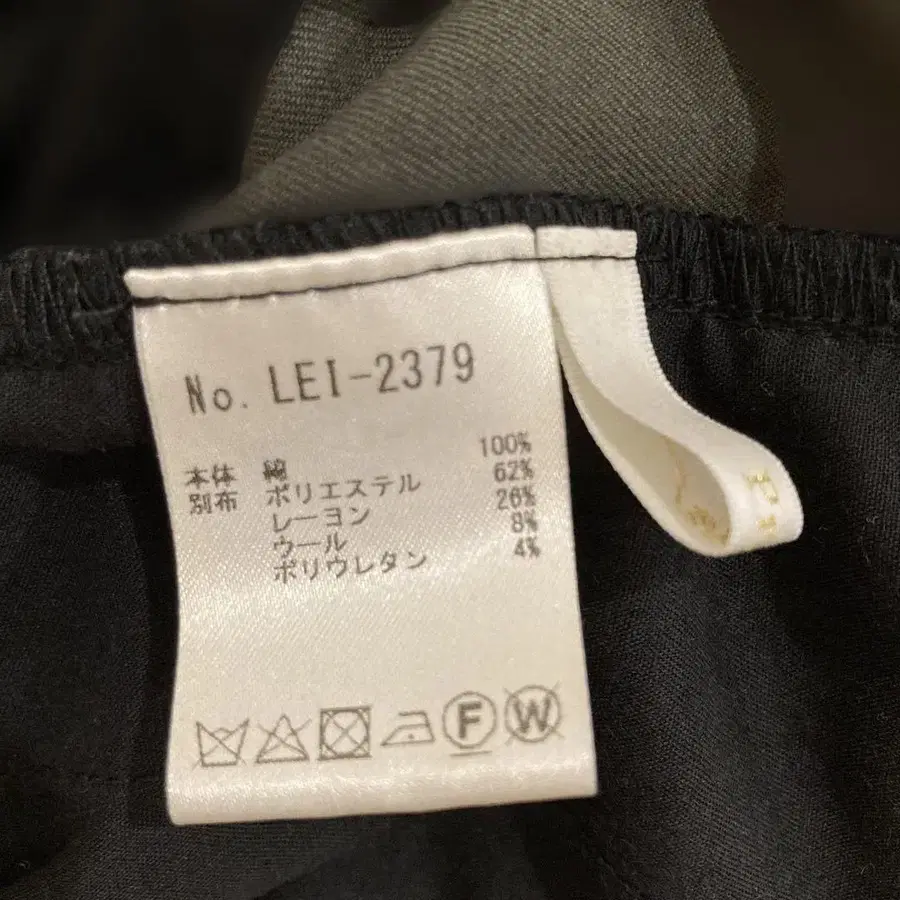 No. LEI-2379
本体 綿 100%
別布 ポリエステル 62%
レーヨン 26%
ウール 8%
ポリウレタン 4%
F W